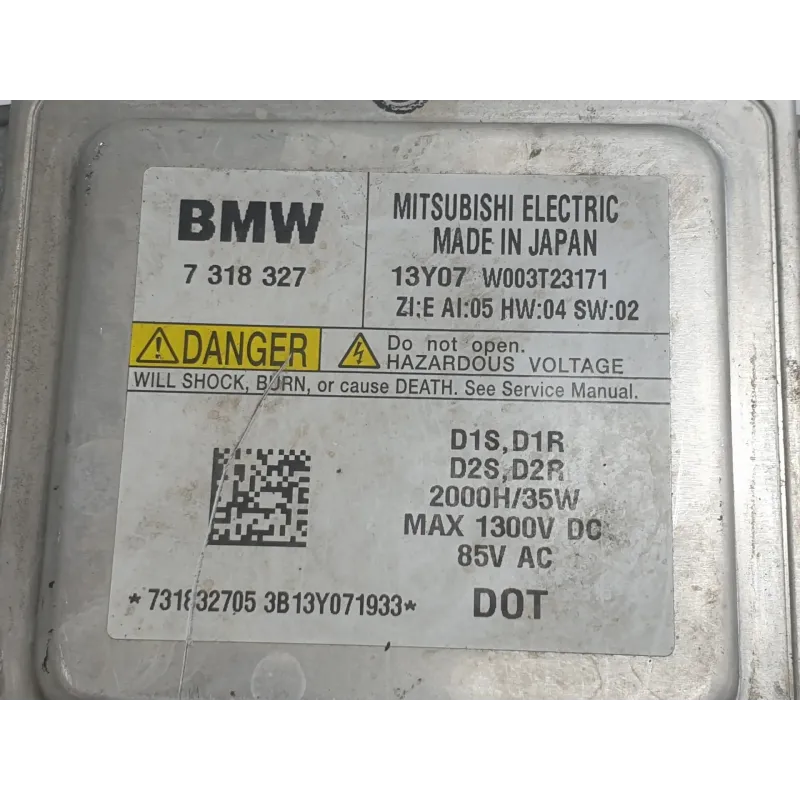 BMW
7 318 327
MITSUBISHI ELECTRIC
MADE IN JAPAN
13Y07 W003T23171
ZI:E AI:05 HW:04 SW:02
DANGER
Do not open.
HAZARDOUS VOLTAGE
WILL SHOCK, BURN, or cause DEATH. See Service Manual.
D1S,D1R
D2S,D2R
2000H/35W
MAX 1300V DC
85V AC
*731832705 3B13Y071933*
DOT